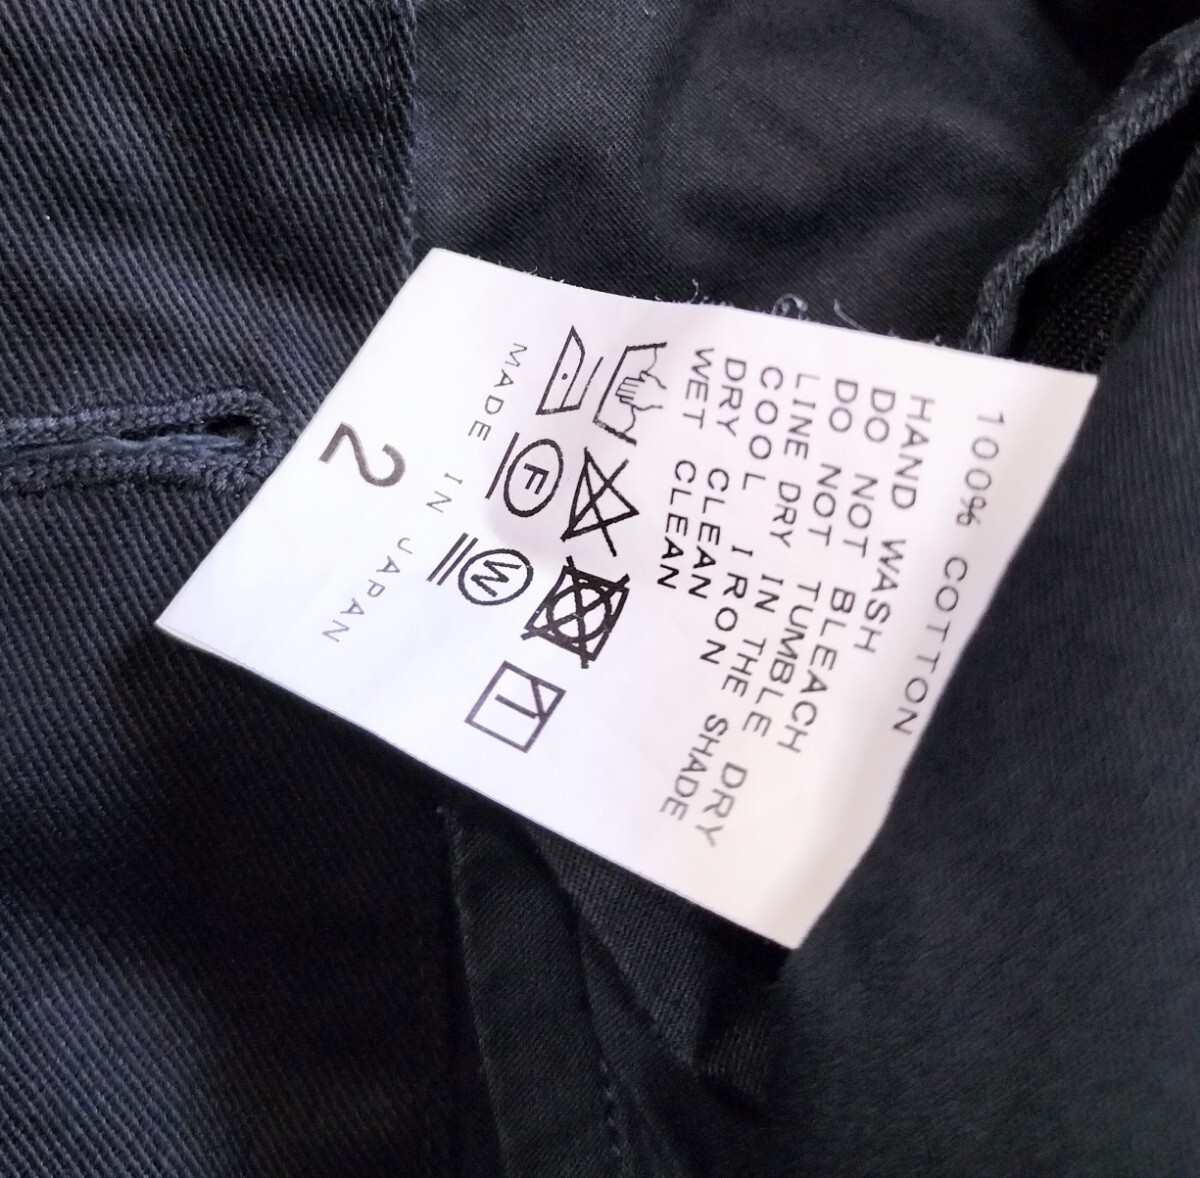 100% COTTON
HAND WASH
DO NOT BLEACH
DO NOT TUMBLE DRY
LINE DRY IN THE SHADE
COOL IRON
DRY CLEAN
WET CLEAN
F
W
MADE IN JAPAN
2